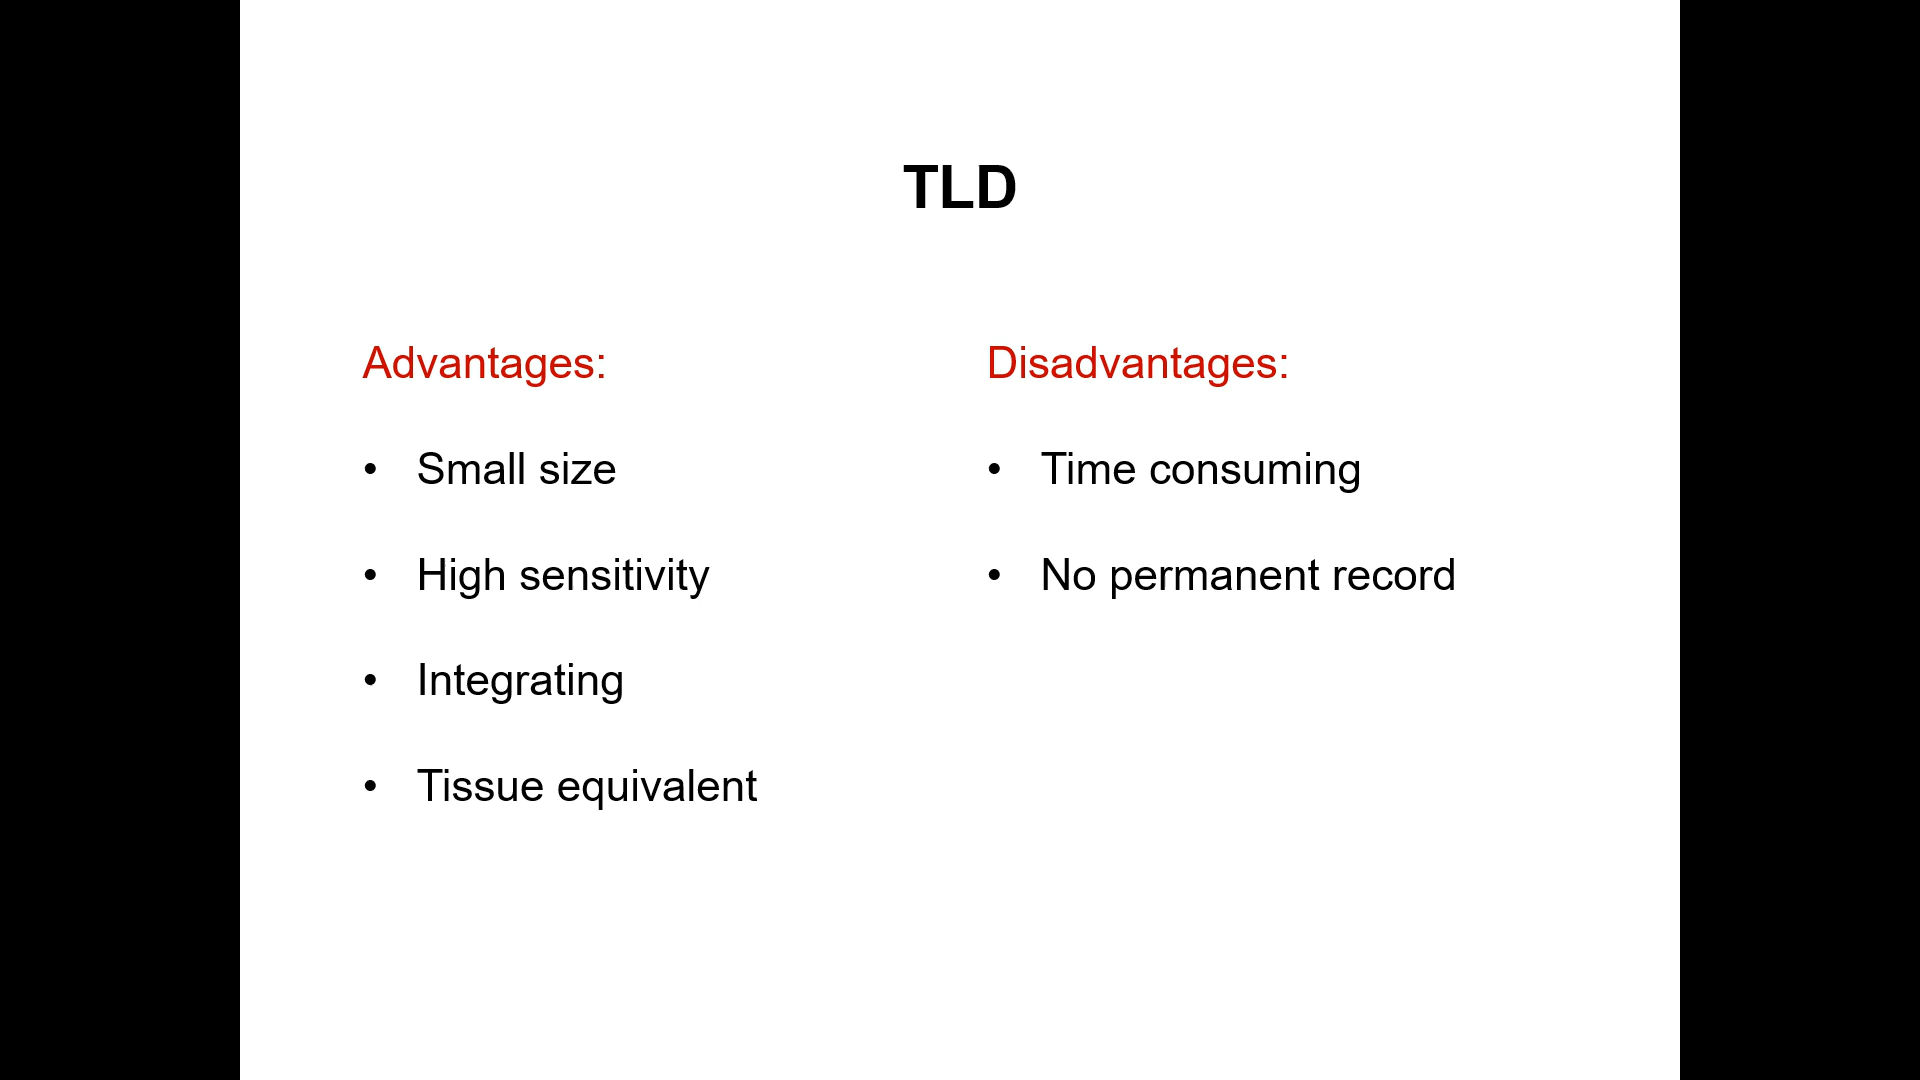 TLD
Advantages:
• Small size
• High sensitivity
• Integrating
• Tissue equivalent
Disadvantages:
• Time consuming
• No permanent record